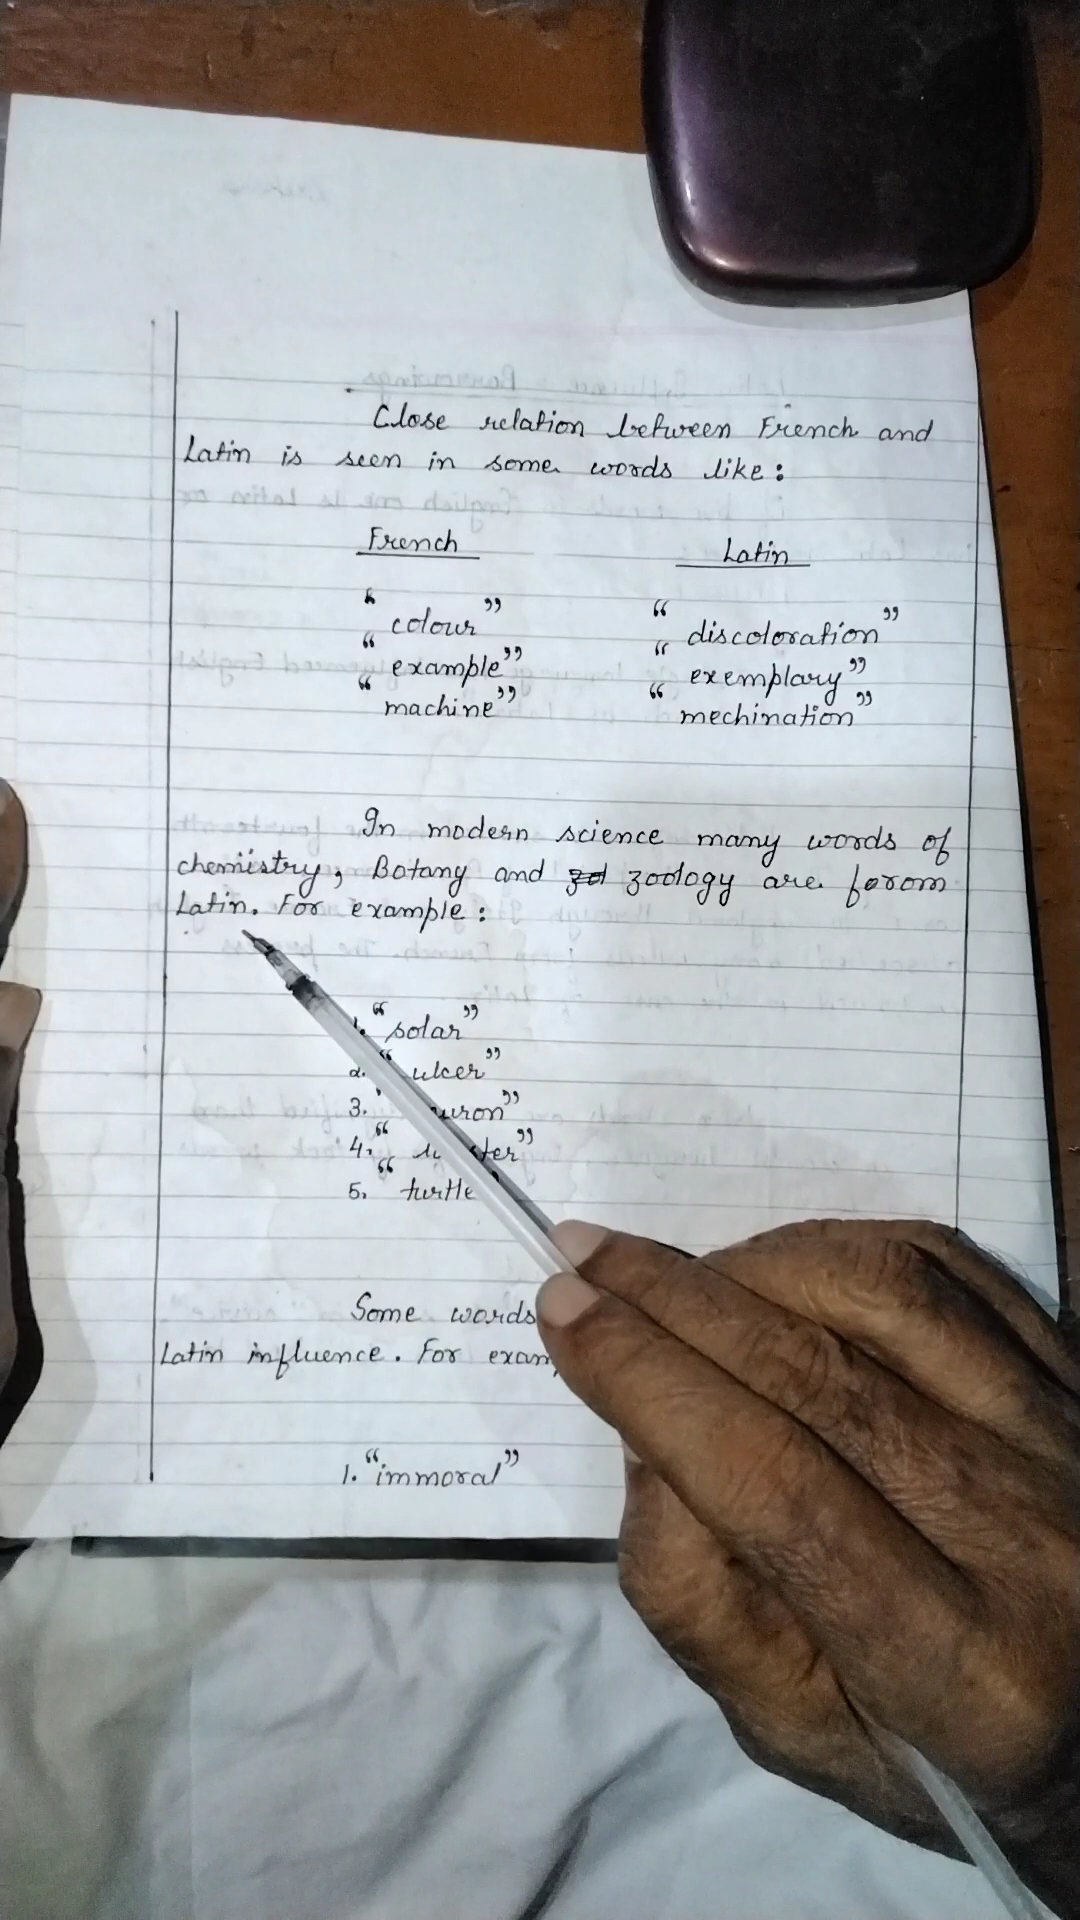 Close relation between French and
Latin is seen in some words like:
French Latin
"colour" "discoloration"
"example" "exemplary"
"machine" "mechination"
In modern science many words of
chemistry, Botany and zoology are forom
Latin. For example:
1. "solar"
2. "ulcer"
3.
4. "
5. "turtle
Some words
Latin influence. For
1. "immoral"